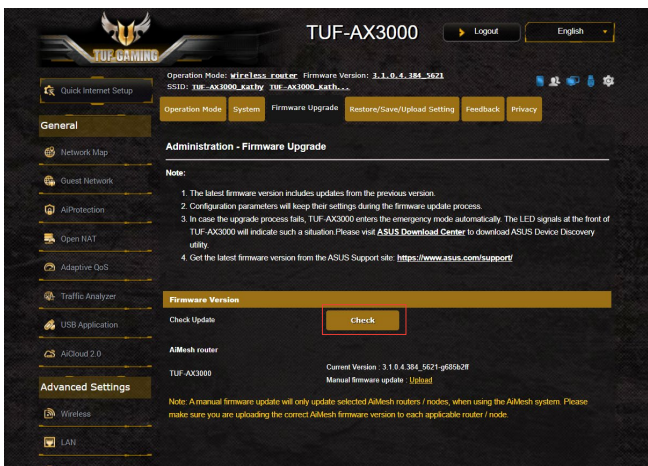 TUF GAMING
TUF-AX3000
Logout
English
Quick Internet Setup
General
Network Map
Guest Network
AiProtection
Open NAT
Adaptive QoS
Traffic Analyzer
USB Application
AiCloud 2.0
Advanced Settings
Wireless
LAN
Operation Mode: Wireless router Firmware Version: 3.1.0.4.384_5621
SSID: TUF-AX3000_Kathy TUF-AX3000_Kath...
Operation Mode System Firmware Upgrade Restore/Save/Upload Setting Feedback Privacy
Administration - Firmware Upgrade
Note:
1. The latest firmware version includes updates from the previous version.
2. Configuration parameters will keep their settings during the firmware update process.
3. In case the upgrade process fails, TUF-AX3000 enters the emergency mode automatically. The LED signals at the front of
TUF-AX3000 will indicate such a situation.Please visit ASUS Download Center to download ASUS Device Discovery
utility.
4. Get the latest firmware version from the ASUS Support site: https://www.asus.com/support/
Firmware Version
Check Update Check
AiMesh router
TUF-AX3000
Current Version : 3.1.0.4.384_5621-g685b2ff
Manual firmware update : Upload
Note: A manual firmware update will only update selected AiMesh routers / nodes, when using the AiMesh system. Please
make sure you are uploading the correct AiMesh firmware version to each applicable router / node.